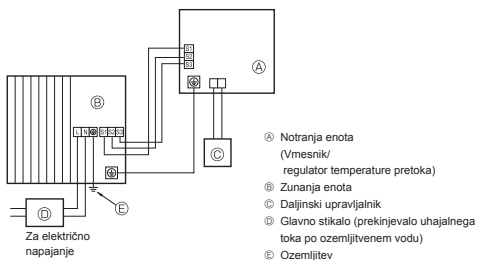 S1
S2
S3
Ⓐ
Ⓑ
L N S1 S2 S3
Ⓒ
Ⓓ
Ⓔ
Za električno
napajanje
Ⓐ Notranja enota
(Vmesnik/
regulator temperature pretoka)
Ⓑ Zunanja enota
Ⓒ Daljinski upravljalnik
Ⓓ Glavno stikalo (prekinjevalo uhajalnega
toka po ozemljitvenem vodu)
Ⓔ Ozemljitev